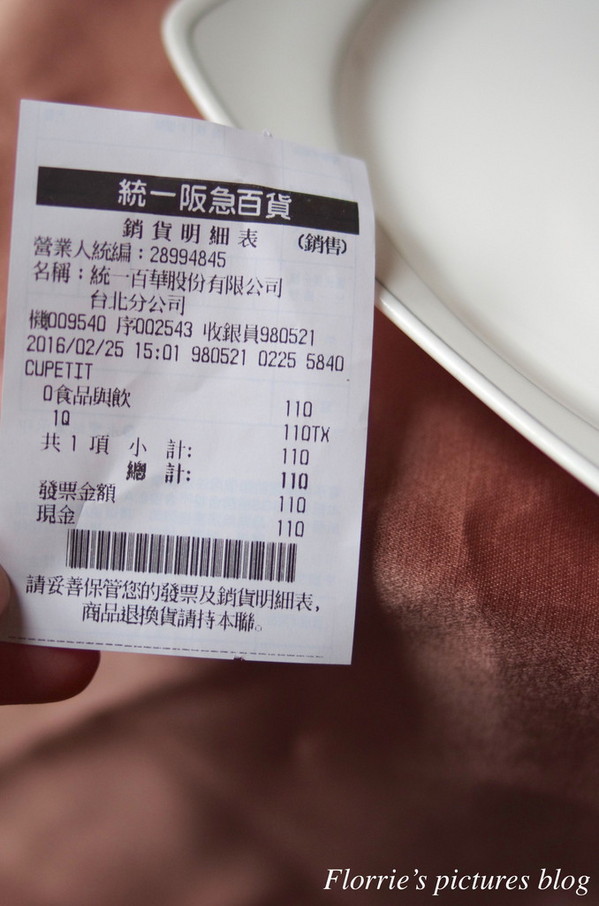 統一阪急百貨
銷貨明細表 (銷售)
營業人統編：28994845
名稱：統一百華股份有限公司
台北分公司
機009540 序002543 收銀員980521
2016/02/25 15:01 980521 0225 5840
CUPETIT
0食品與飲 110
1Q 110TX
共1項 小 計: 110
總 計: 110
發票金額 110
現金 110
請妥善保管您的發票及銷貨明細表,
商品退換貨請持本聯。
Florrie's pictures blog